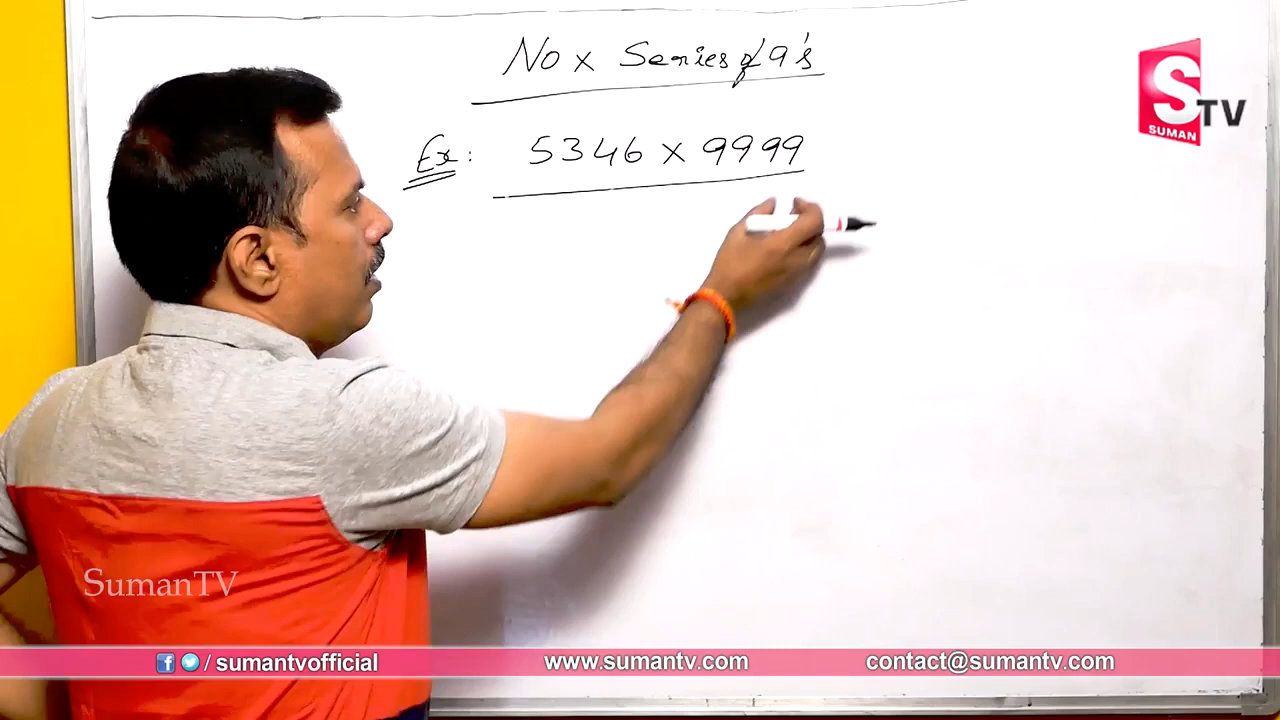 No x Series of 9's
Ex: 5346 x 9999
S TV
SUMAN
SumanTV
/ sumantvofficial
www.sumantv.com
contact@sumantv.com